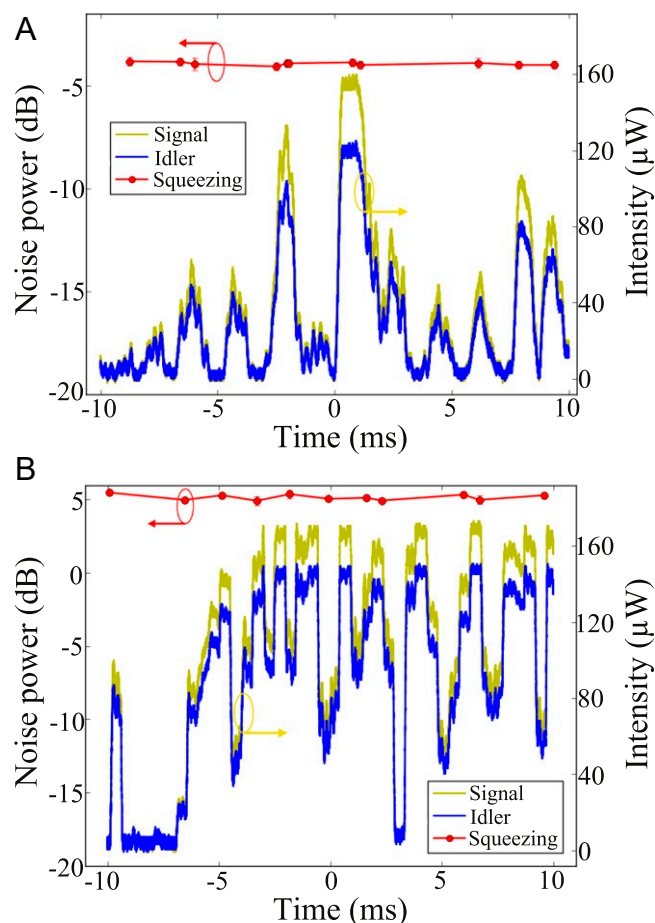 A
Noise power (dB)
-5
-10
-15
-20
Signal
Idler
Squeezing
160
120
80
40
0
Intensity (μW)
-10 -5 0 5 10
Time (ms)
B
Noise power (dB)
5
0
-5
-10
-15
-20
160
120
80
40
0
Intensity (μW)
Signal
Idler
Squeezing
-10 -5 0 5 10
Time (ms)